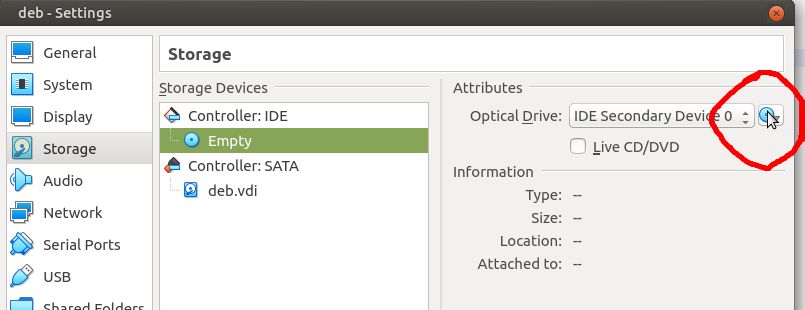 deb - Settings
General
System
Display
Storage
Audio
Network
Serial Ports
USB
Shared Folders
Storage
Storage Devices
Controller: IDE
Empty
Controller: SATA
deb.vdi
Attributes
Optical Drive: IDE Secondary Device 0
Live CD/DVD
Information
Type: --
Size: --
Location: --
Attached to: --